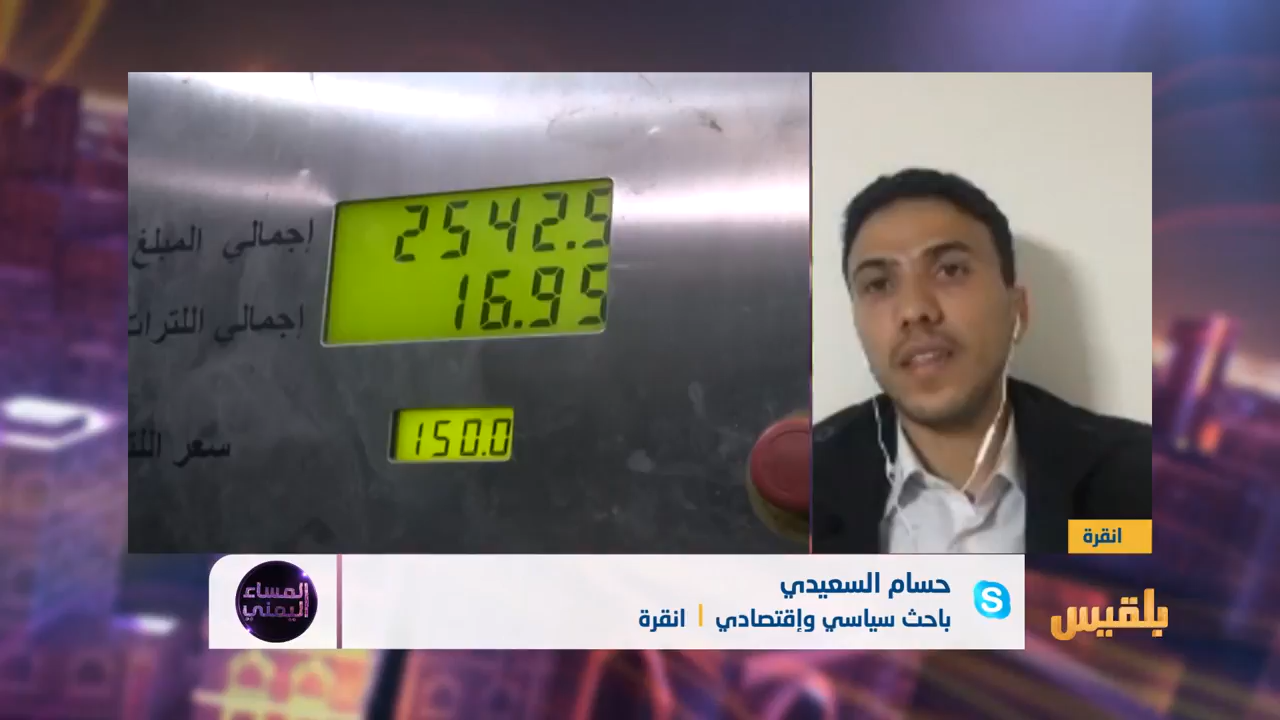 إجمالي المبلغ
2542.5
إجمالي اللترات
16.95
سعر
150.0
انقرة
حسام السعيدي
باحث سياسي وإقتصادي | انقرة
المساء
اليمني
بلقيس